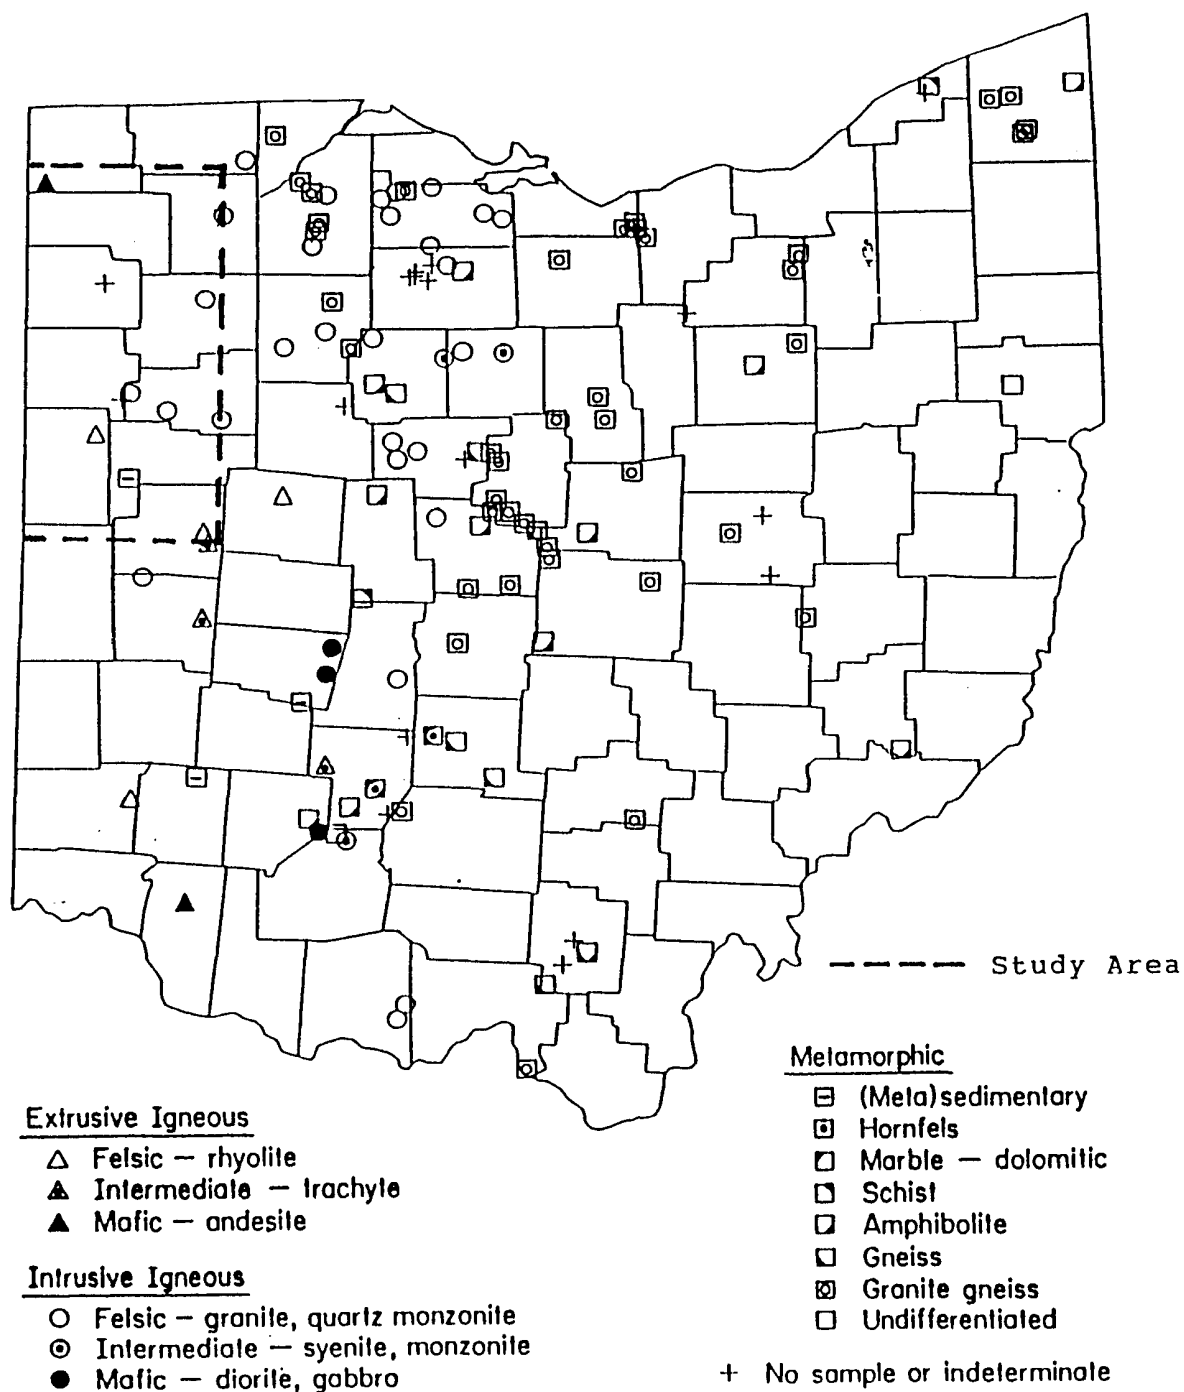 Study Area
Extrusive Igneous
Felsic — rhyolite
Intermediate — trachyte
Mafic — andesite
Intrusive Igneous
Felsic — granite, quartz monzonite
Intermediate — syenite, monzonite
Mafic — diorite, gabbro
Metamorphic
(Meta)sedimentary
Hornfels
Marble — dolomitic
Schist
Amphibolite
Gneiss
Granite gneiss
Undifferentiated
+ No sample or indeterminate